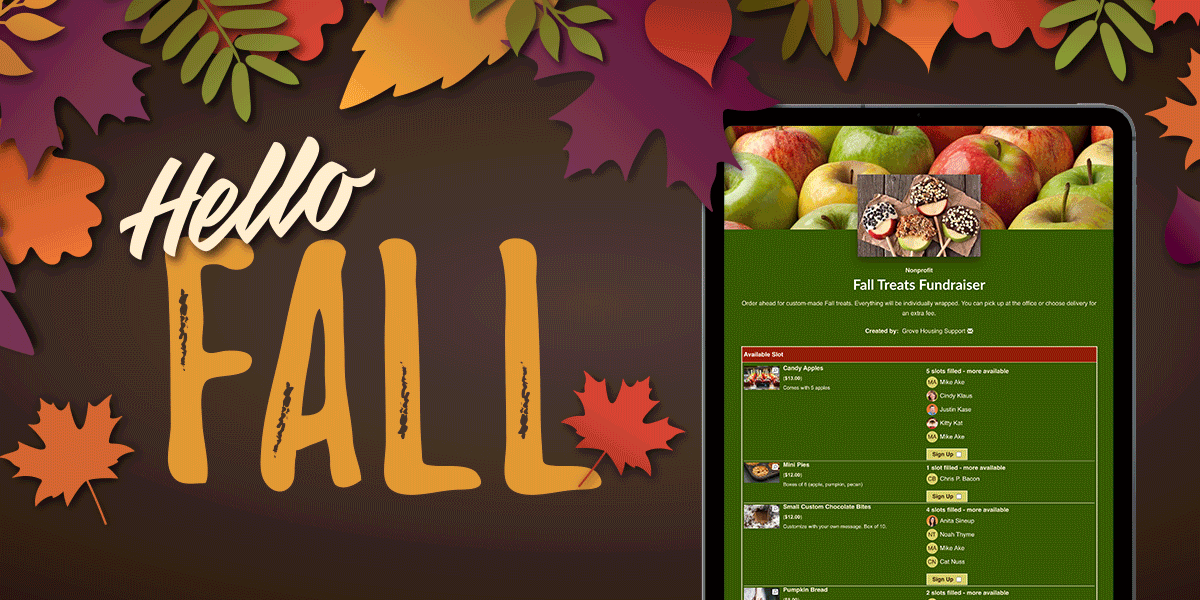 Hello
FALL
Nonprofit
Fall Treats Fundraiser
Order ahead for custom-made Fall treats. Everything will be individually wrapped. You can pick up at the office or choose delivery for
an extra fee.
Created by: Grove Housing Support
Available Slot
Candy Apples
($13.00)
Comes with 5 apples
5 slots filled - more available
MA Mike Ake
Cindy Klaus
Justin Kase
Kitty Kat
MA Mike Ake
Sign Up
Mini Pies
($12.00)
Boxes of 6 (apple, pumpkin, pecan)
1 slot filled - more available
CB Chris P. Bacon
Sign Up
Small Custom Chocolate Bites
($12.00)
Customize with your own message. Box of 10.
4 slots filled - more available
Anita Sineup
NT Noah Thyme
MA Mike Ake
CN Cat Nuss
Sign Up
Pumpkin Bread
2 slots filled - more available